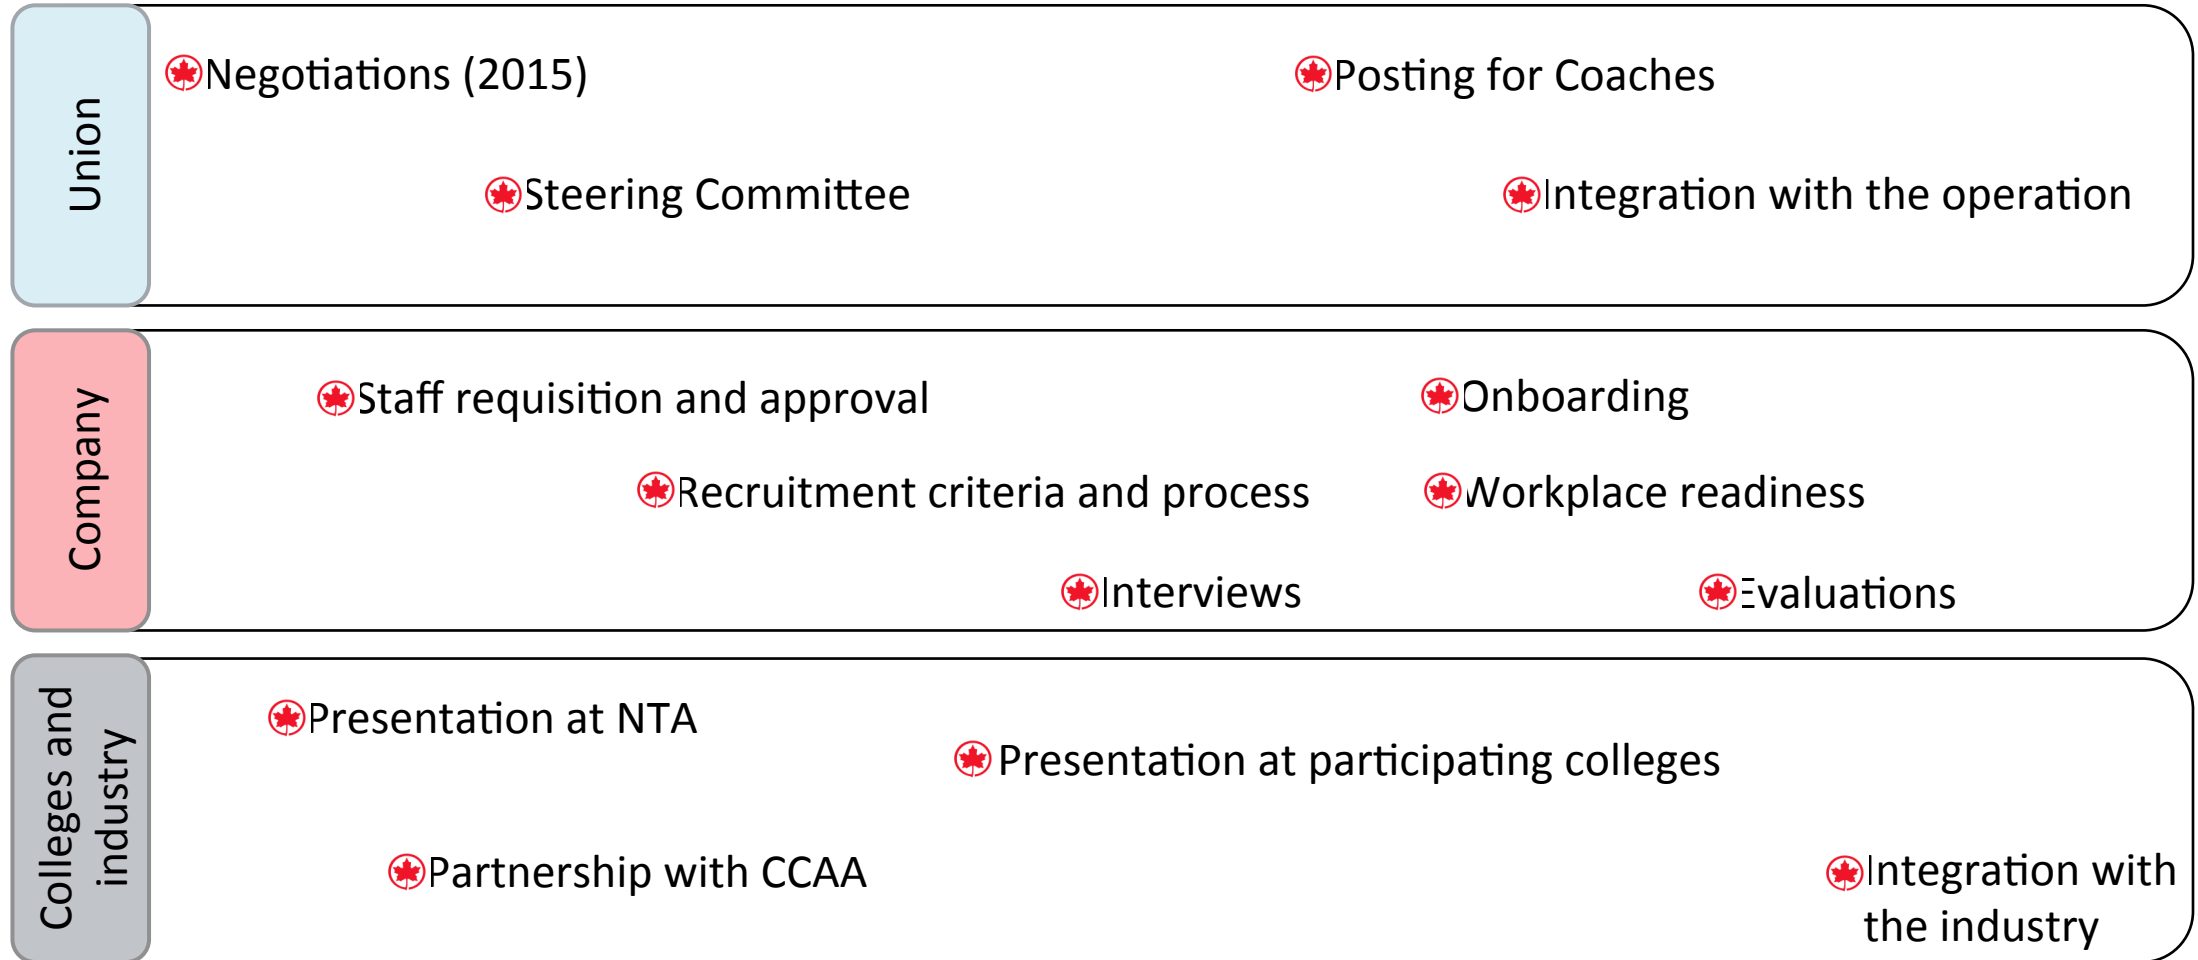 Union
Negotiations (2015)
Posting for Coaches
Steering Committee
Integration with the operation
Company
Staff requisition and approval
Onboarding
Recruitment criteria and process
Workplace readiness
Interviews
Evaluations
Colleges and
industry
Presentation at NTA
Presentation at participating colleges
Partnership with CCAA
Integration with
the industry